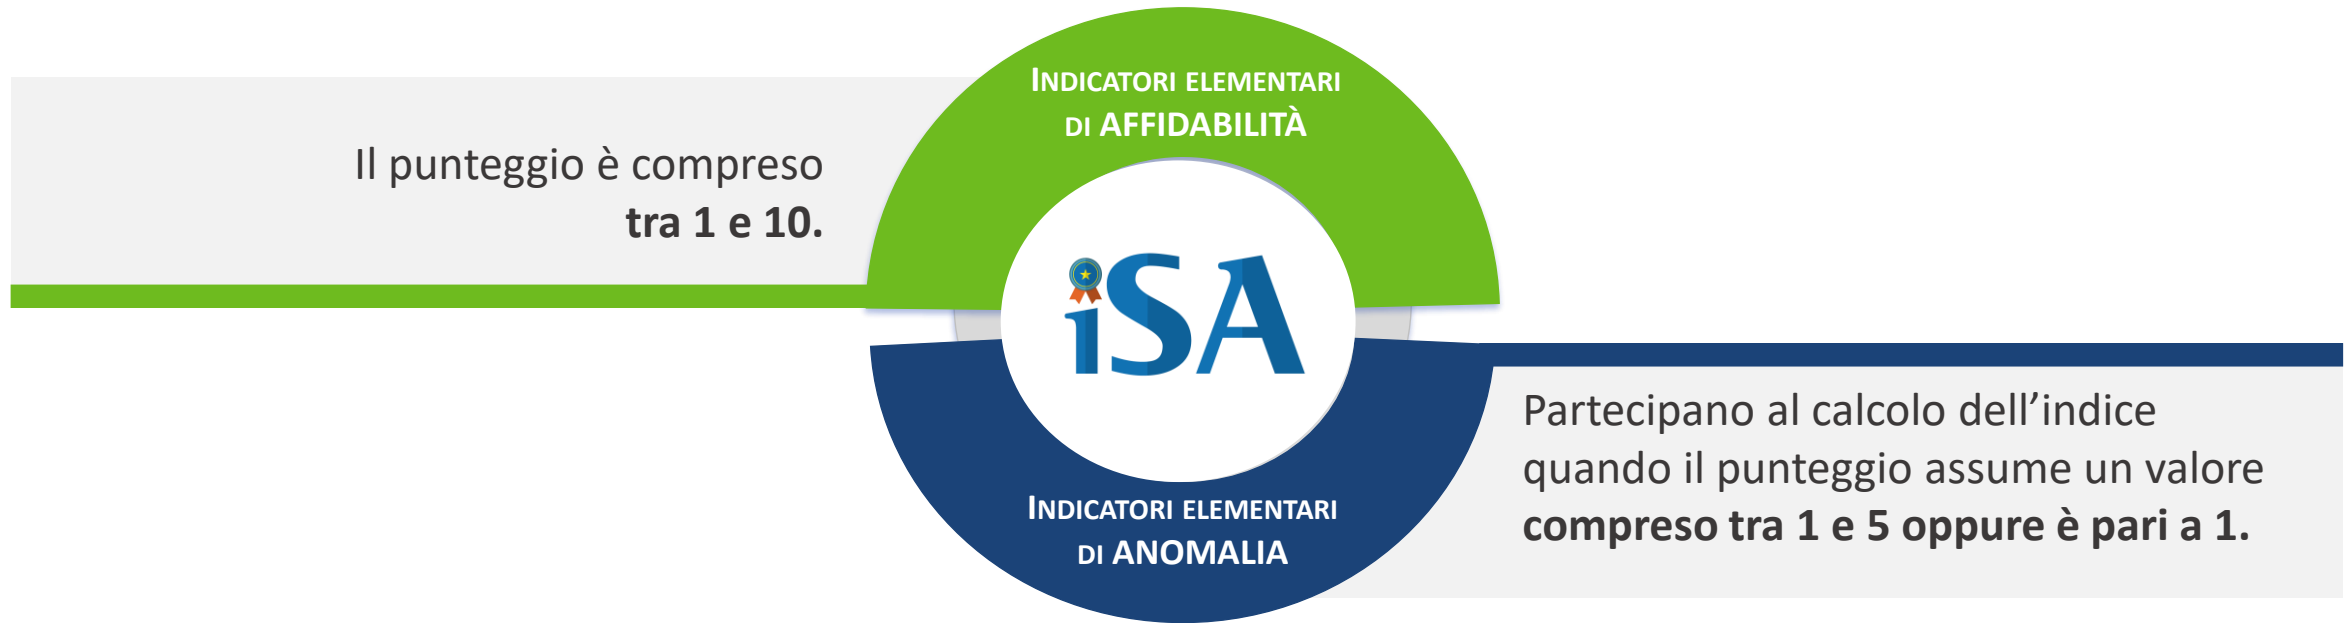 INDICATORI ELEMENTARI
DI AFFIDABILITÀ
Il punteggio è compreso
tra 1 e 10.
iSA
Partecipano al calcolo dell’indice
quando il punteggio assume un valore
compreso tra 1 e 5 oppure è pari a 1.
INDICATORI ELEMENTARI
DI ANOMALIA